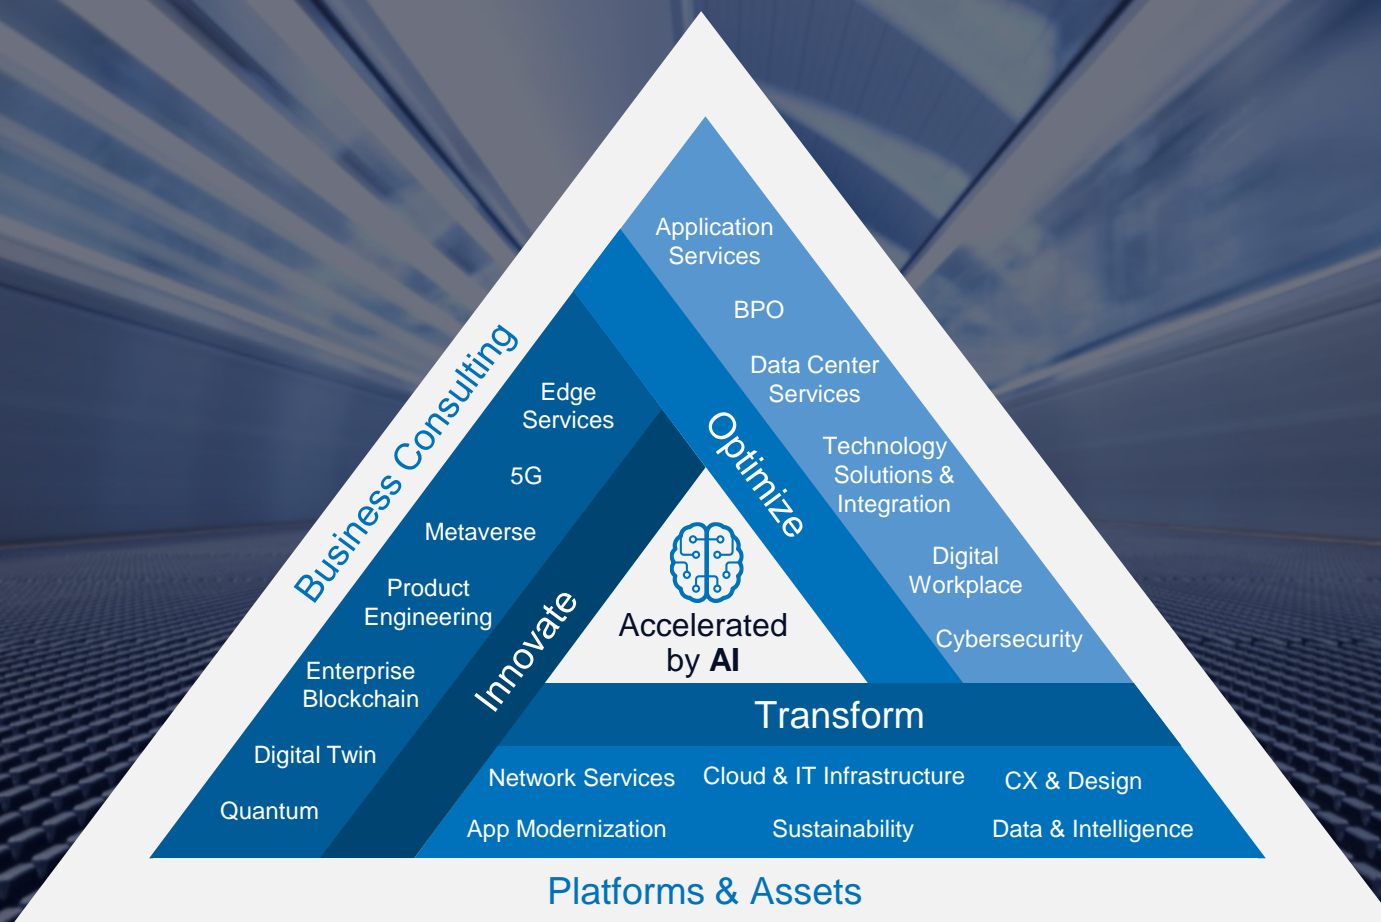 Business Consulting
Application
Services
BPO
Data Center
Services
Technology
Solutions &
Integration
Digital
Workplace
Cybersecurity
Optimize
Edge
Services
5G
Metaverse
Product
Engineering
Enterprise
Blockchain
Digital Twin
Quantum
Innovate
Accelerated
by AI
Transform
Network Services
Cloud & IT Infrastructure
CX & Design
App Modernization
Sustainability
Data & Intelligence
Platforms & Assets